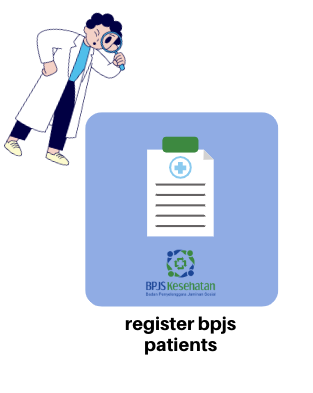 BPJS Kesehatan
Badan Penyelenggara Jaminan Sosial
register bpjs
patients